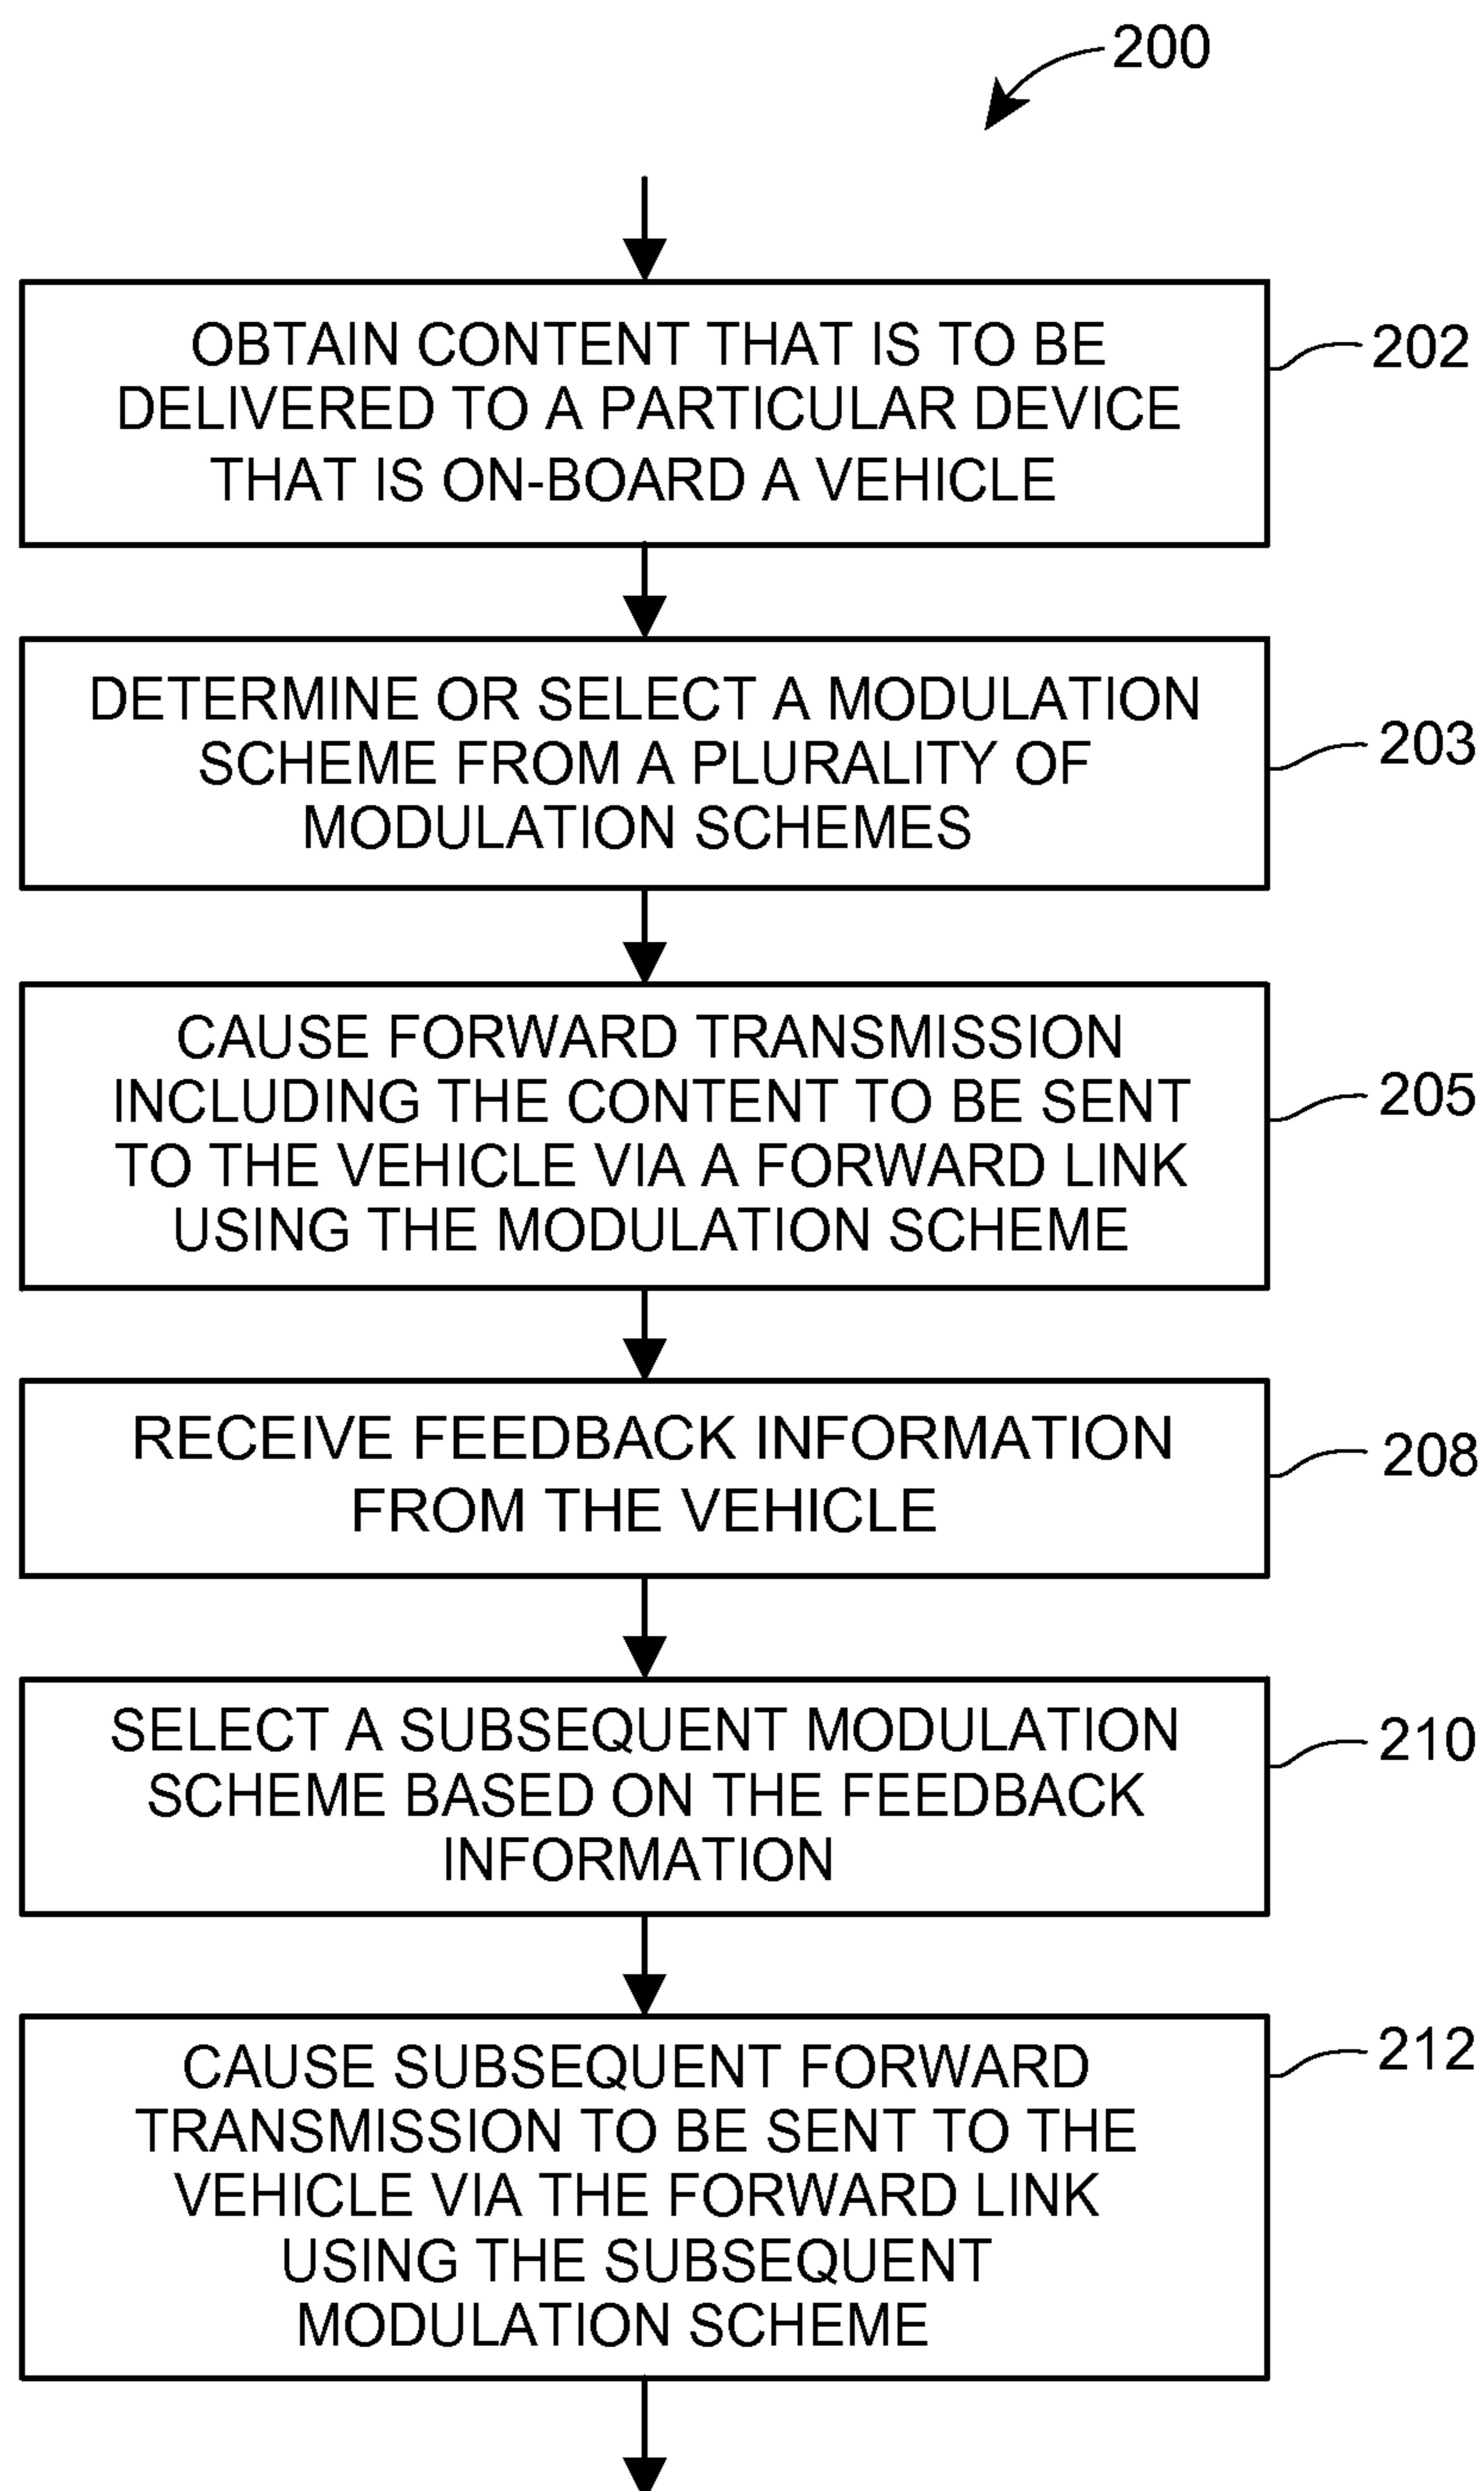 200
OBTAIN CONTENT THAT IS TO BE
DELIVERED TO A PARTICULAR DEVICE
THAT IS ON-BOARD A VEHICLE
202
DETERMINE OR SELECT A MODULATION
SCHEME FROM A PLURALITY OF
MODULATION SCHEMES
203
CAUSE FORWARD TRANSMISSION
INCLUDING THE CONTENT TO BE SENT
TO THE VEHICLE VIA A FORWARD LINK
USING THE MODULATION SCHEME
205
RECEIVE FEEDBACK INFORMATION
FROM THE VEHICLE
208
SELECT A SUBSEQUENT MODULATION
SCHEME BASED ON THE FEEDBACK
INFORMATION
210
CAUSE SUBSEQUENT FORWARD
TRANSMISSION TO BE SENT TO THE
VEHICLE VIA THE FORWARD LINK
USING THE SUBSEQUENT
MODULATION SCHEME
212